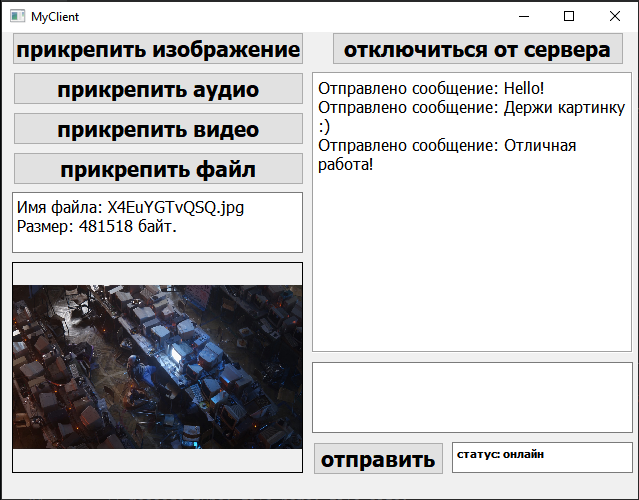 MyClient
прикрепить изображение
отключиться от сервера
прикрепить аудио
прикрепить видео
прикрепить файл
Имя файла: X4EuYGTvQSQ.jpg
Размер: 481518 байт.
Отправлено сообщение: Hello!
Отправлено сообщение: Держи картинку
:)
Отправлено сообщение: Отличная
работа!
отправить
статус: онлайн